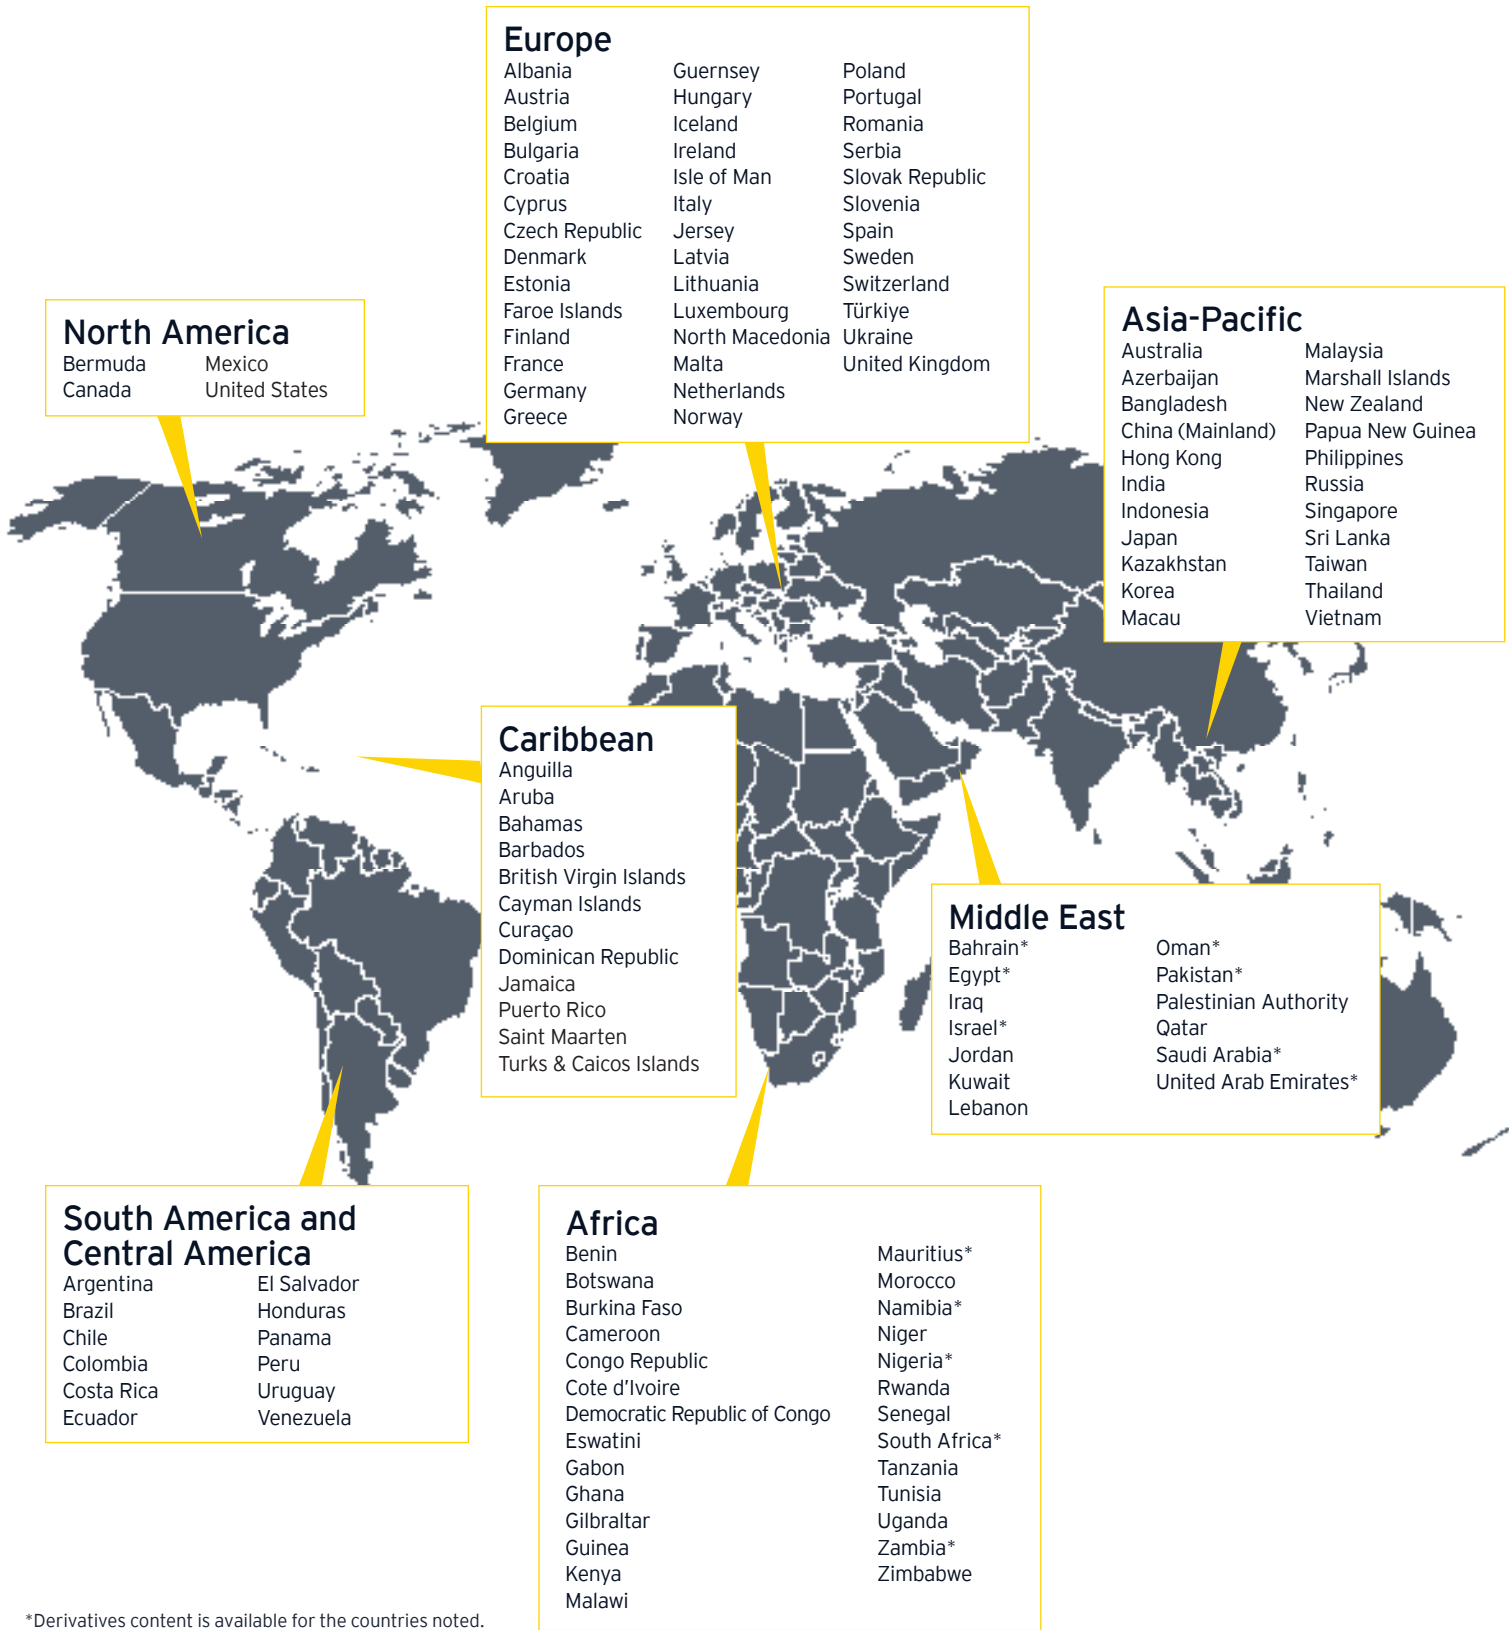 Europe
Albania
Austria
Belgium
Bulgaria
Croatia
Cyprus
Czech Republic
Denmark
Estonia
Faroe Islands
Finland
France
Germany
Greece
Guernsey
Hungary
Iceland
Ireland
Isle of Man
Italy
Jersey
Latvia
Lithuania
Luxembourg
North Macedonia
Malta
Netherlands
Norway
Poland
Portugal
Romania
Serbia
Slovak Republic
Slovenia
Spain
Sweden
Switzerland
Türkiye
Ukraine
United Kingdom
North America
Bermuda
Canada
Mexico
United States
Asia-Pacific
Australia
Azerbaijan
Bangladesh
China (Mainland)
Hong Kong
India
Indonesia
Japan
Kazakhstan
Korea
Macau
Malaysia
Marshall Islands
New Zealand
Papua New Guinea
Philippines
Russia
Singapore
Sri Lanka
Taiwan
Thailand
Vietnam
Caribbean
Anguilla
Aruba
Bahamas
Barbados
British Virgin Islands
Cayman Islands
Curaçao
Dominican Republic
Jamaica
Puerto Rico
Saint Maarten
Turks & Caicos Islands
Middle East
Bahrain*
Egypt*
Iraq
Israel*
Jordan
Kuwait
Lebanon
Oman*
Pakistan*
Palestinian Authority
Qatar
Saudi Arabia*
United Arab Emirates*
South America and
Central America
Argentina
Brazil
Chile
Colombia
Costa Rica
Ecuador
El Salvador
Honduras
Panama
Peru
Uruguay
Venezuela
Africa
Benin
Botswana
Burkina Faso
Cameroon
Congo Republic
Cote d'Ivoire
Democratic Republic of Congo
Eswatini
Gabon
Ghana
Gilbraltar
Guinea
Kenya
Malawi
Mauritius*
Morocco
Namibia*
Niger
Nigeria*
Rwanda
Senegal
South Africa*
Tanzania
Tunisia
Uganda
Zambia*
Zimbabwe
*Derivatives content is available for the countries noted.